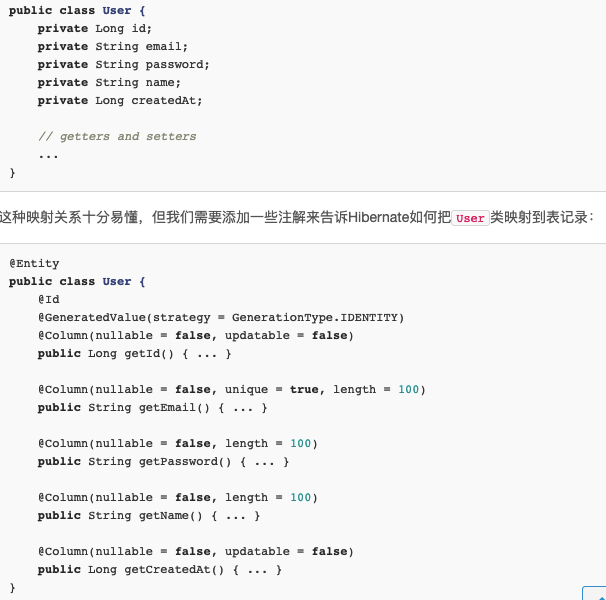 public class User {
    private Long id;
    private String email;
    private String password;
    private String name;
    private Long createdAt;

    // getters and setters
    ...
}
这种映射关系十分易懂，但我们需要添加一些注解来告诉Hibernate如何把User类映射到表记录：
@Entity
public class User {
    @Id
    @GeneratedValue(strategy = GenerationType.IDENTITY)
    @Column(nullable = false, updatable = false)
    public Long getId() { ... }

    @Column(nullable = false, unique = true, length = 100)
    public String getEmail() { ... }

    @Column(nullable = false, length = 100)
    public String getPassword() { ... }

    @Column(nullable = false, length = 100)
    public String getName() { ... }

    @Column(nullable = false, updatable = false)
    public Long getCreatedAt() { ... }
}